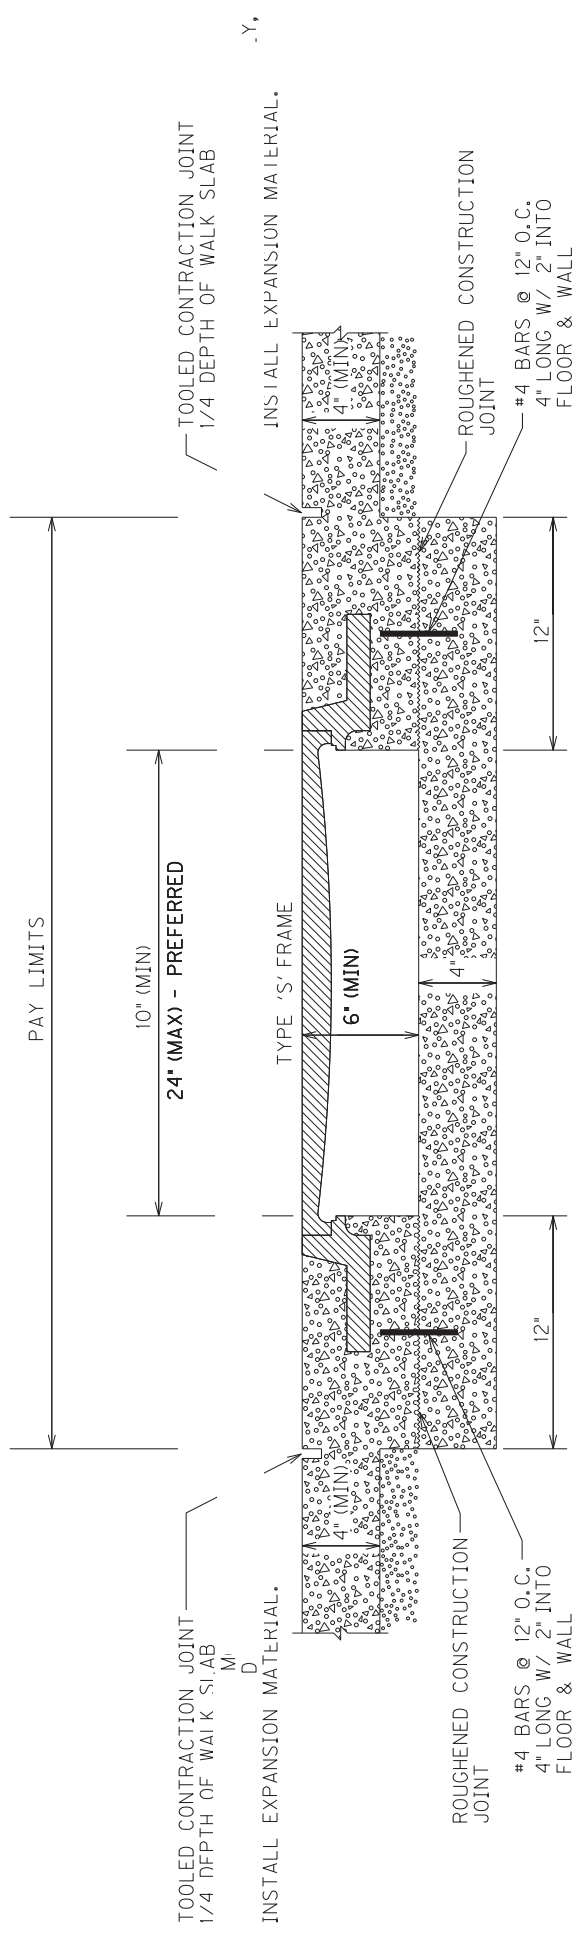 PAY LIMITS
10" (MIN)
24" (MAX) - PREFERRED
TOOLED CONTRACTION JOINT
1/4 DEPTH OF WALK SLAB
INSTALL EXPANSION MATERIAL.
TYPE 'S' FRAME
TOOLED CONTRACTION JOINT
1/4 DEPTH OF WALK SLAB
INSTALL EXPANSION MATERIAL.
4" (MIN)
6" (MIN)
4" (MIN)
4"
ROUGHENED CONSTRUCTION
JOINT
12"
12"
ROUGHENED CONSTRUCTION
JOINT
#4 BARS @ 12" O.C.
4" LONG W/ 2" INTO
FLOOR & WALL
#4 BARS @ 12" O.C.
4" LONG W/ 2" INTO
FLOOR & WALL